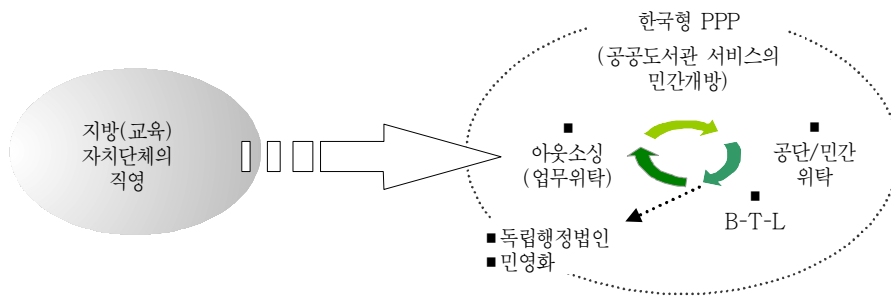 지방(교육)
자치단체의
직영
한국형 PPP
(공공도서관 서비스의
민간개방)
■
아웃소싱
(업무위탁)
■
공단/민간
위탁
■
B-T-L
■독립행정법인
■민영화